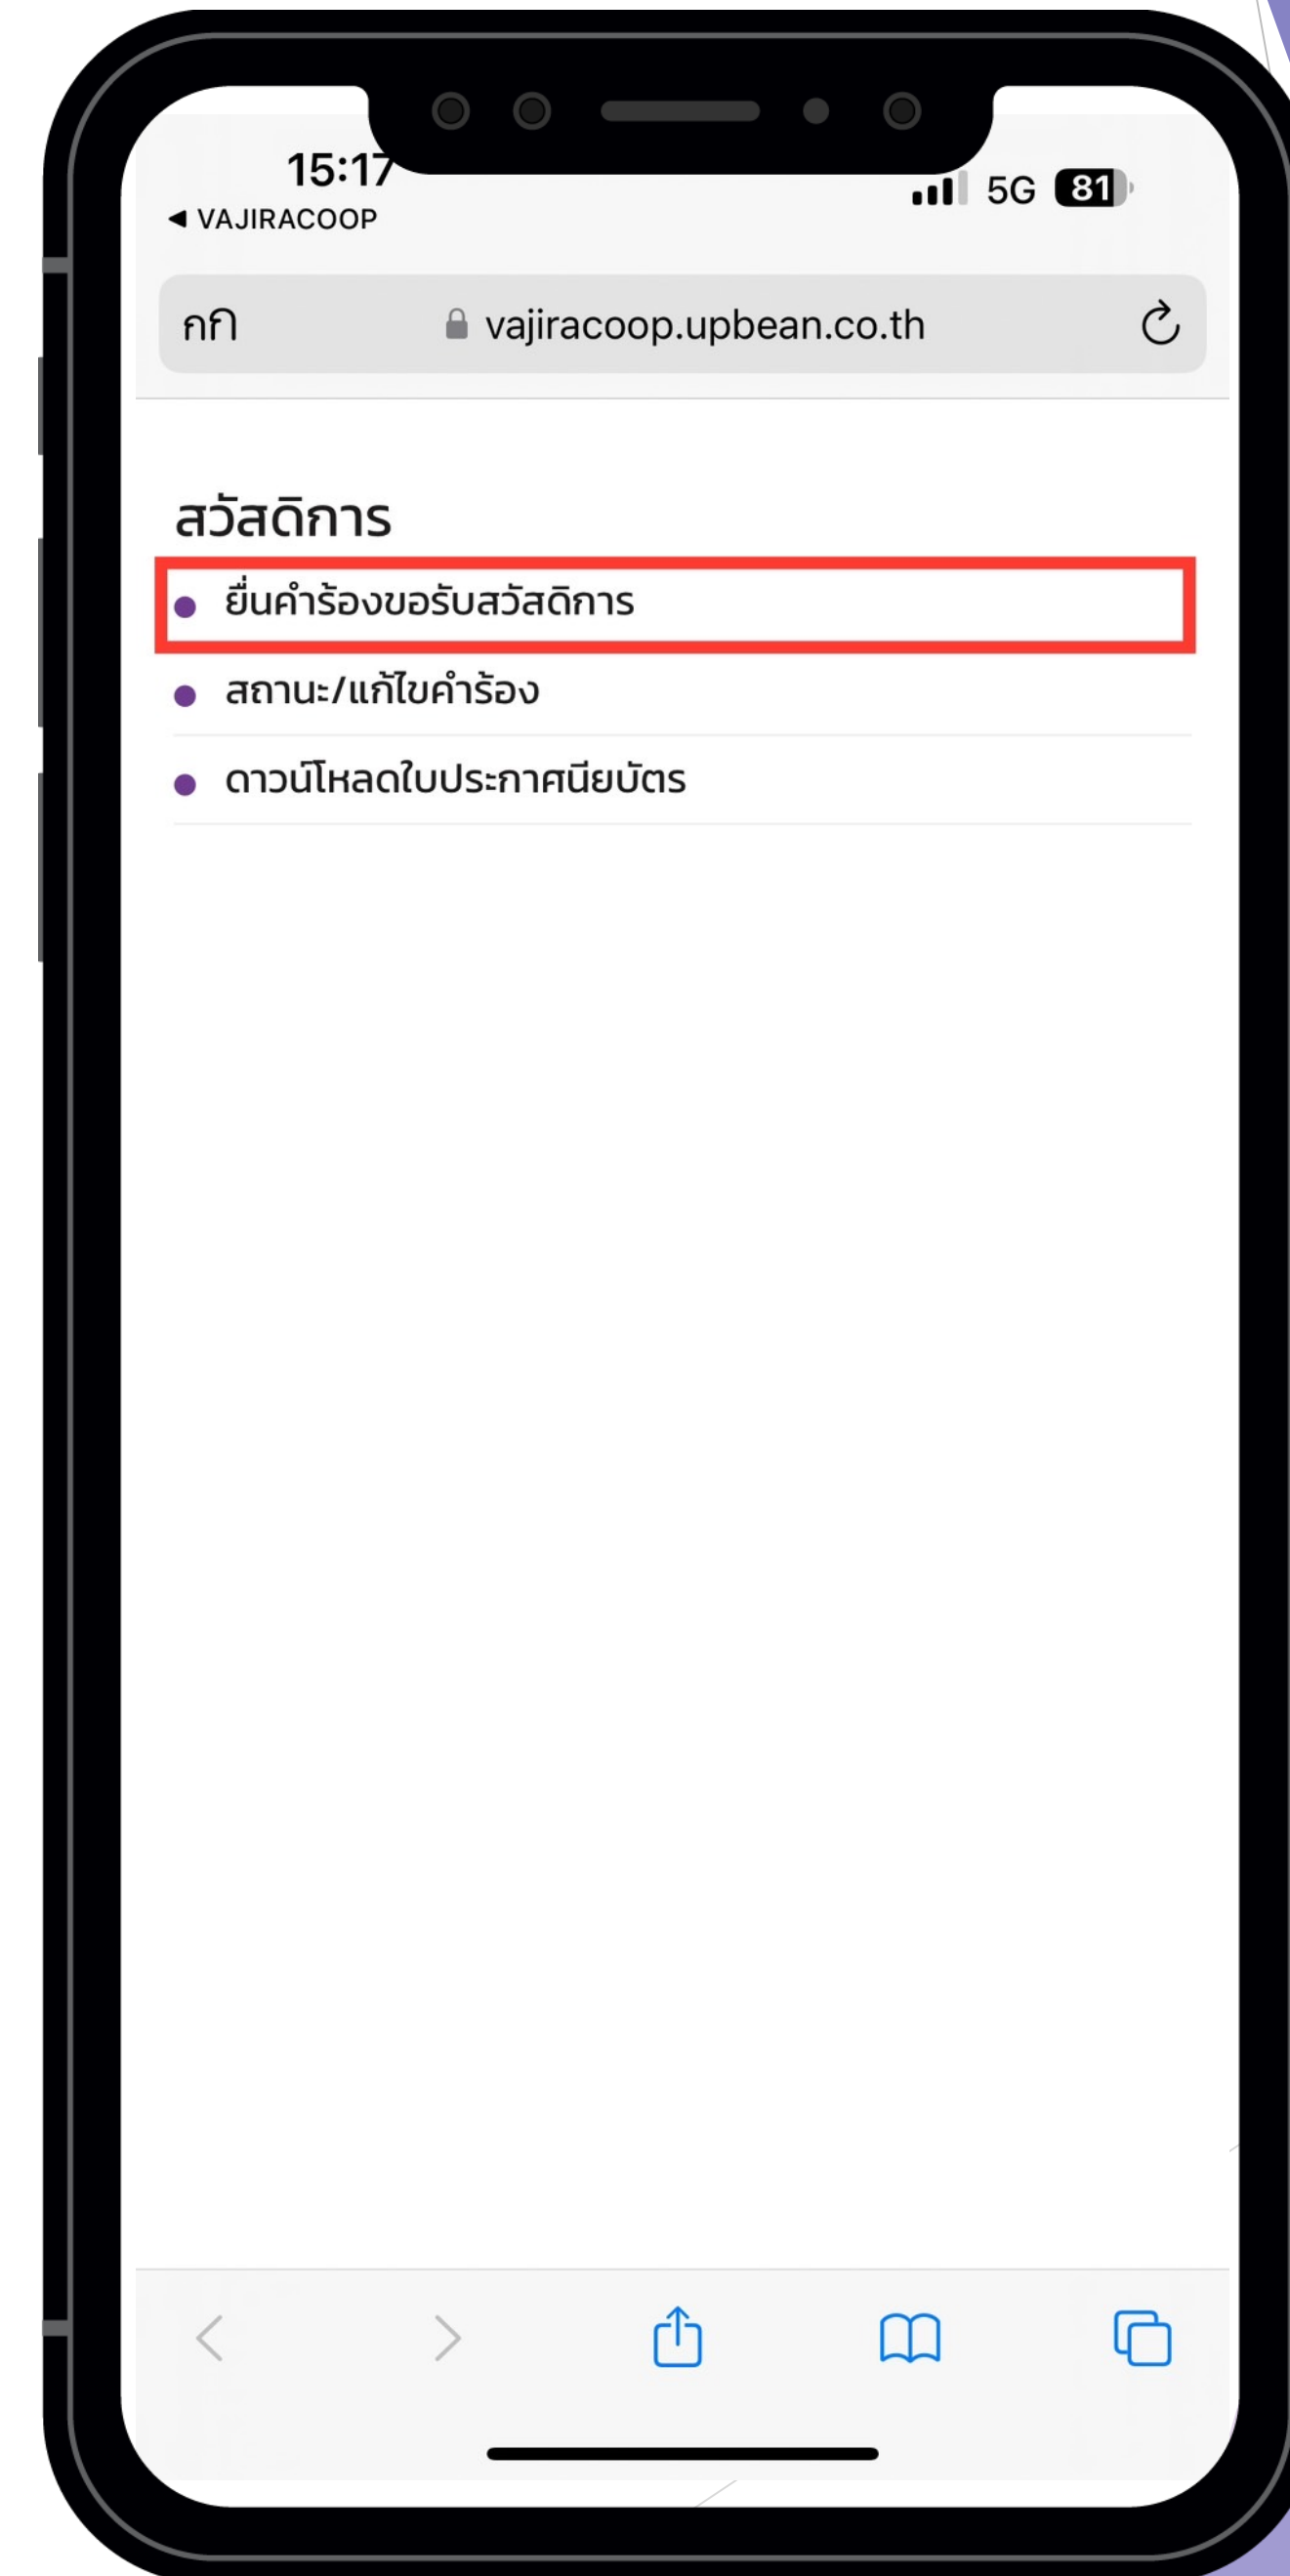 15:17
5G 81
◀ VAJIRACOOP
กก vajiracoop.upbean.co.th
สวัสดิการ
ยื่นคำร้องขอรับสวัสดิการ
สถานะ/แก้ไขคำร้อง
ดาวน์โหลดใบประกาศนียบัตร